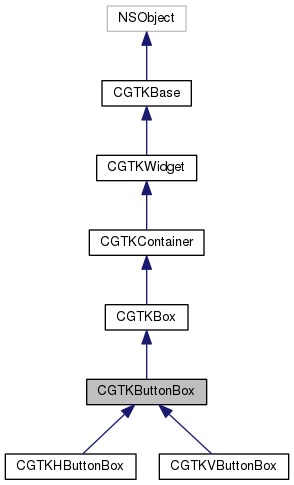 NSObject
CGTKBase
CGTKWidget
CGTKContainer
CGTKBox
CGTKButtonBox
CGTKHButtonBox
CGTKVButtonBox